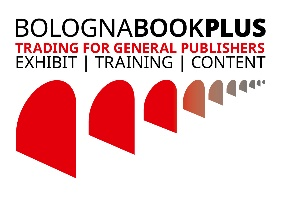 BOLOGNABOOKPLUS
TRADING FOR GENERAL PUBLISHERS
EXHIBIT | TRAINING | CONTENT